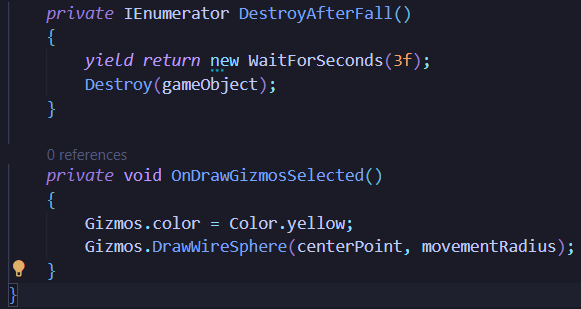 private IEnumerator DestroyAfterFall()
{
yield return new WaitForSeconds(3f);
Destroy(gameObject);
}
0 references
private void OnDrawGizmosSelected()
{
Gizmos.color = Color.yellow;
Gizmos.DrawWireSphere(centerPoint, movementRadius);
}
}